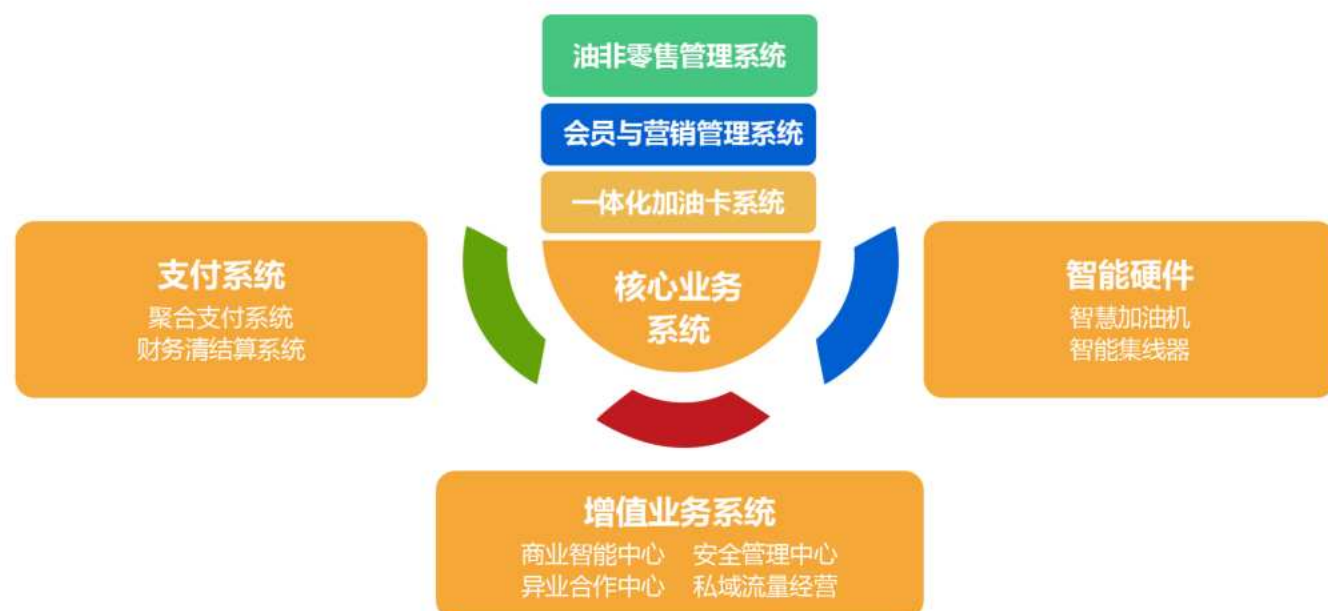 油非零售管理系统
会员与营销管理系统
一体化加油卡系统
核心业务
系统
支付系统
聚合支付系统
财务清结算系统
智能硬件
智慧加油机
智能集线器
增值业务系统
商业智能中心 安全管理中心
异业合作中心 私域流量经营